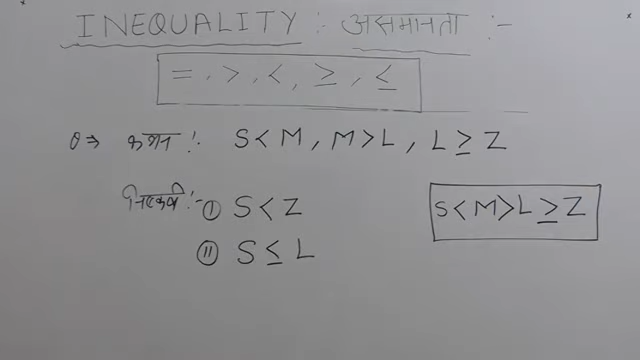 INEQUALITY : असमानता :-
=, >, <, ≥, ≤
Q ⇒ कथन :- S < M, M > L, L ≥ Z
निष्कर्ष :- (I) S < Z
S < M > L ≥ Z
(II) S ≤ L